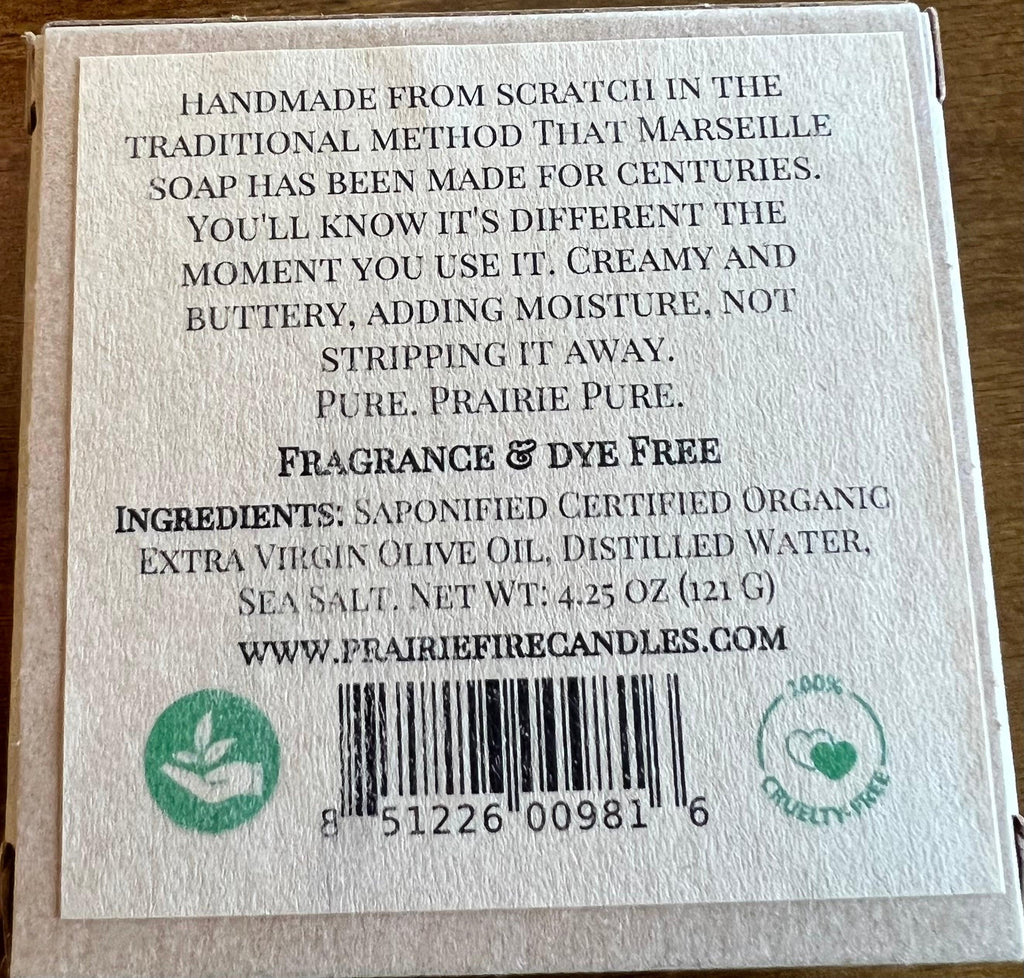 Handmade from scratch in the
traditional method That Marseille
soap has been made for centuries.
You'll know it's different the
moment you use it. Creamy and
buttery, adding moisture, not
stripping it away.
Pure. Prairie Pure.
Fragrance & dye Free
Ingredients: Saponified Certified Organic
Extra Virgin Olive Oil, Distilled Water,
Sea Salt. Net Wt: 4.25 oz (121 g)
www.prairiefirecandles.com
100%
CRUELTY-FREE
8 51226 00981 6